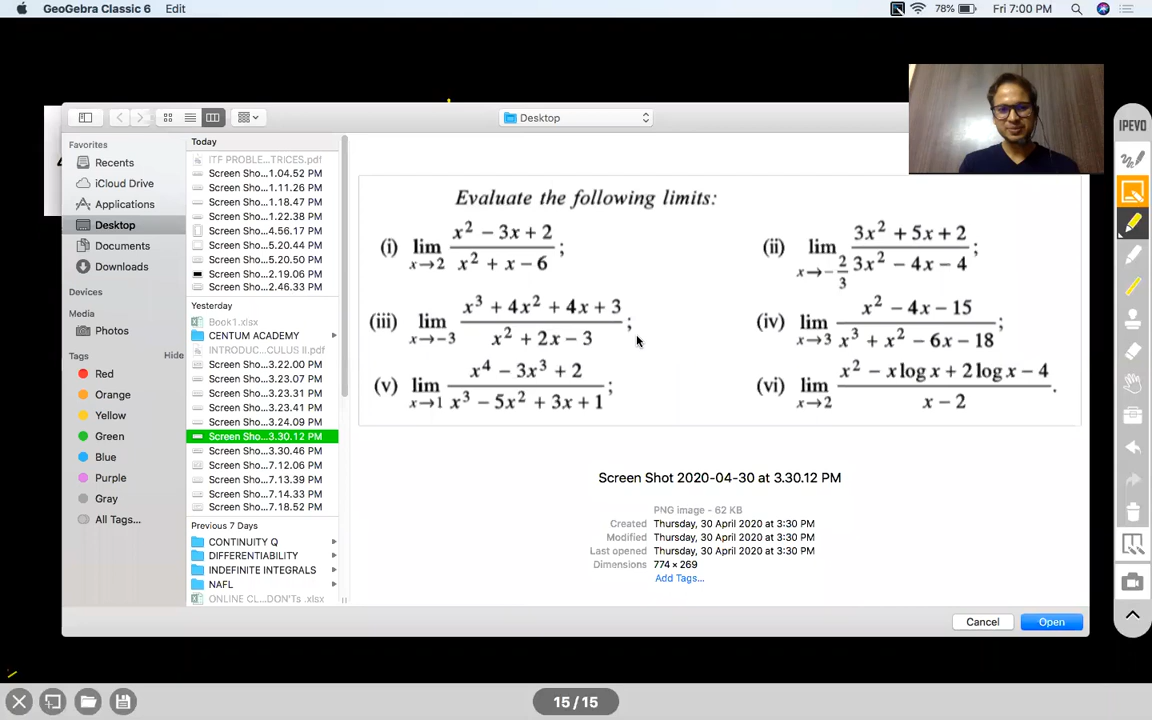 GeoGebra Classic 6 Edit 78% Fri 7:00 PM
Desktop
IPEVO
Favorites
Recents
iCloud Drive
Applications
Desktop
Documents
Downloads
Devices
Media
Photos
Tags Hide
Red
Orange
Yellow
Green
Blue
Purple
Gray
All Tags...
Today
ITF PROBLE...TRICES.pdf
Screen Sho...1.04.52 PM
Screen Sho...1.11.26 PM
Screen Sho...1.18.47 PM
Screen Sho...1.22.38 PM
Screen Sho...4.56.17 PM
Screen Sho...5.20.44 PM
Screen Sho...5.20.50 PM
Screen Sho...2.19.06 PM
Screen Sho...2.46.33 PM
Yesterday
Book1.xlsx
CENTUM ACADEMY
INTRODUC...CULUS II.pdf
Screen Sho...3.22.00 PM
Screen Sho...3.23.07 PM
Screen Sho...3.23.31 PM
Screen Sho...3.23.41 PM
Screen Sho...3.24.09 PM
Screen Sho...3.30.12 PM
Screen Sho...3.30.46 PM
Screen Sho...7.12.06 PM
Screen Sho...7.13.39 PM
Screen Sho...7.14.33 PM
Screen Sho...7.18.52 PM
Previous 7 Days
CONTINUITY Q
DIFFERENTIABILITY
INDEFINITE INTEGRALS
NAFL
ONLINE CL...DON'Ts .xlsx
Evaluate the following limits:
(i) lim x→2 (x² − 3x + 2)/(x² + x − 6);
(ii) lim x→−2/3 (3x² + 5x + 2)/(3x² − 4x − 4);
(iii) lim x→−3 (x³ + 4x² + 4x + 3)/(x² + 2x − 3);
(iv) lim x→3 (x² − 4x − 15)/(x³ + x² − 6x − 18);
(v) lim x→1 (x⁴ − 3x³ + 2)/(x³ − 5x² + 3x + 1);
(vi) lim x→2 (x² − x log x + 2 log x − 4)/(x − 2).
Screen Shot 2020-04-30 at 3.30.12 PM
PNG image - 62 KB
Created Thursday, 30 April 2020 at 3:30 PM
Modified Thursday, 30 April 2020 at 3:30 PM
Last opened Thursday, 30 April 2020 at 3:30 PM
Dimensions 774 × 269
Add Tags...
Cancel Open
15 / 15